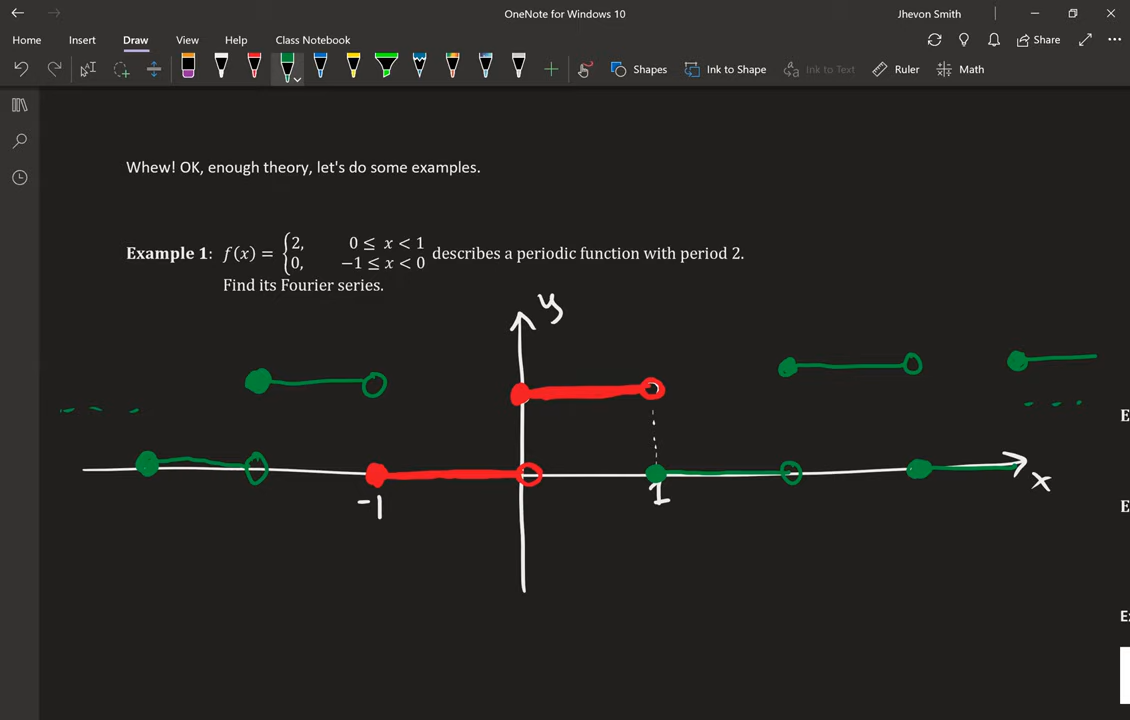 OneNote for Windows 10
Jhevon Smith
Home Insert Draw View Help Class Notebook
Share
Shapes Ink to Shape Ink to Text Ruler Math
Whew! OK, enough theory, let's do some examples.
Example 1: f(x) = {2, 0 ≤ x < 1
0, −1 ≤ x < 0 describes a periodic function with period 2.
Find its Fourier series.
y
E
x
-1
1
E
E